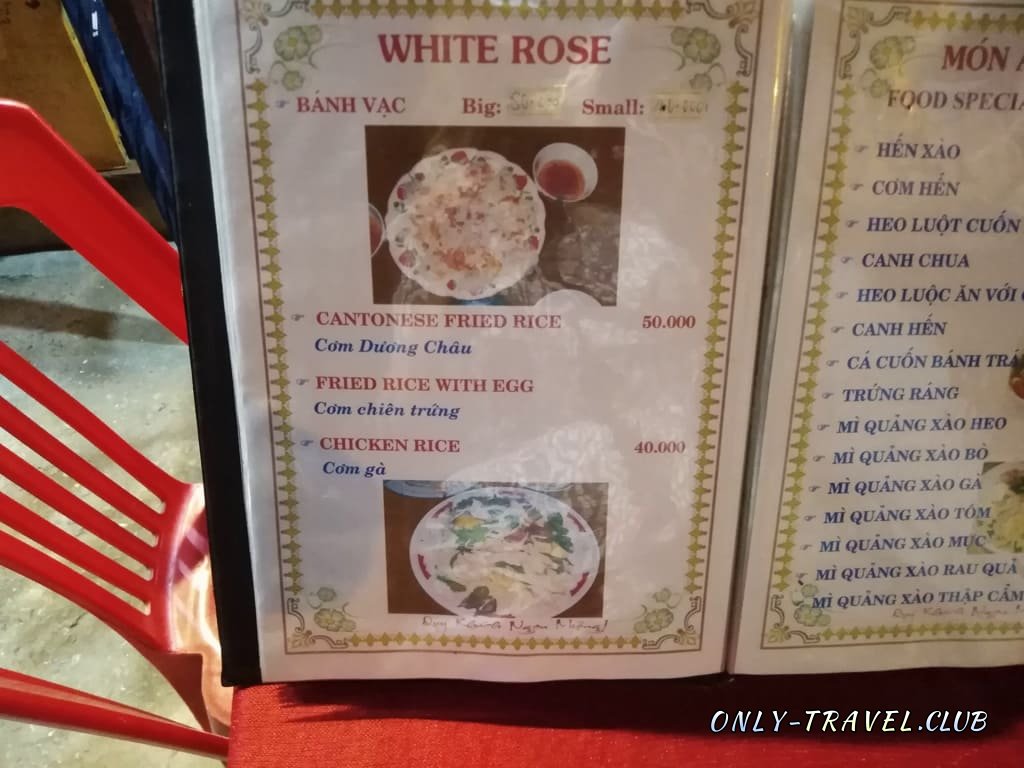 WHITE ROSE
BÁNH VẠC Big: Small:
CANTONESE FRIED RICE 50.000
Cơm Dương Châu
FRIED RICE WITH EGG
Cơm chiên trứng
CHICKEN RICE 40.000
Cơm gà
MÓN
FOOD SPECIA
HẾN XÀO
CƠM HẾN
HEO LUỘT CUỐN
CANH CHUA
HEO LUỘC ĂN VỚI
CANH HẾN
CÁ CUỐN BÁNH TRÁ
TRỨNG RÁNG
MÌ QUẢNG XÀO HEO
MÌ QUẢNG XÀO BÒ
MÌ QUẢNG XÀO GÀ
MÌ QUẢNG XÀO TÔM
MÌ QUẢNG XÀO MỰC
MÌ QUẢNG XÀO RAU QUẢ
MÌ QUẢNG XÀO THẬP CẨM
ONLY-TRAVEL.CLUB